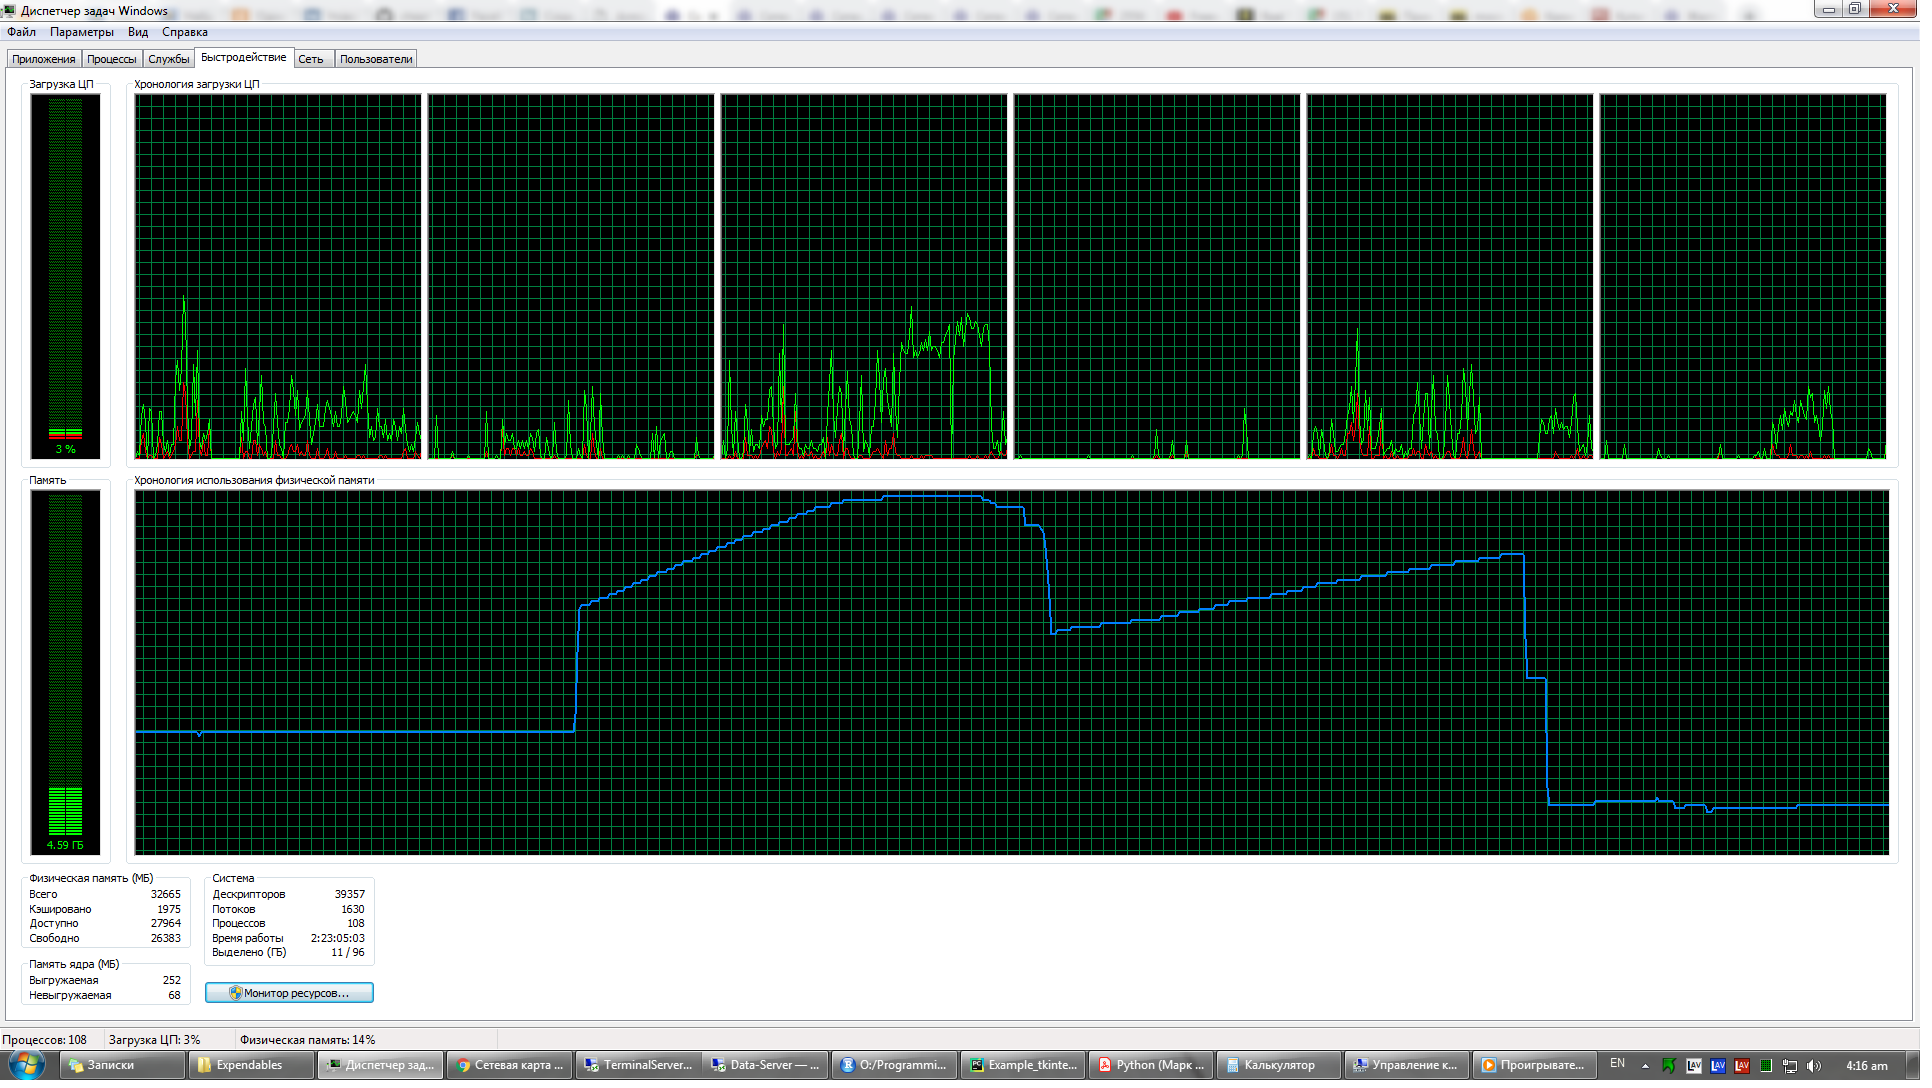 Диспетчер задач Windows
Файл Параметры Вид Справка
Приложения Процессы Службы Быстродействие Сеть Пользователи
Загрузка ЦП
Хронология загрузки ЦП
3 %
Память
Хронология использования физической памяти
4,59 ГБ
Физическая память (МБ)
Всего 32665
Кэшировано 1975
Доступно 27964
Свободно 26383
Система
Дескрипторов 39357
Потоков 1630
Процессов 108
Время работы 2:23:05:03
Выделено (ГБ) 11 / 96
Память ядра (МБ)
Выгружаемая 252
Невыгружаемая 68
Монитор ресурсов...
Процессов: 108 Загрузка ЦП: 3% Физическая память: 14%
Записки Expendables Диспетчер зад... Сетевая карта ... TerminalServer... Data-Server — ... O:/Programmi... Example_tkinte... Python (Марк ... Калькулятор Управление к... Проигрывате... EN LAV LAV LAV 4:16 am